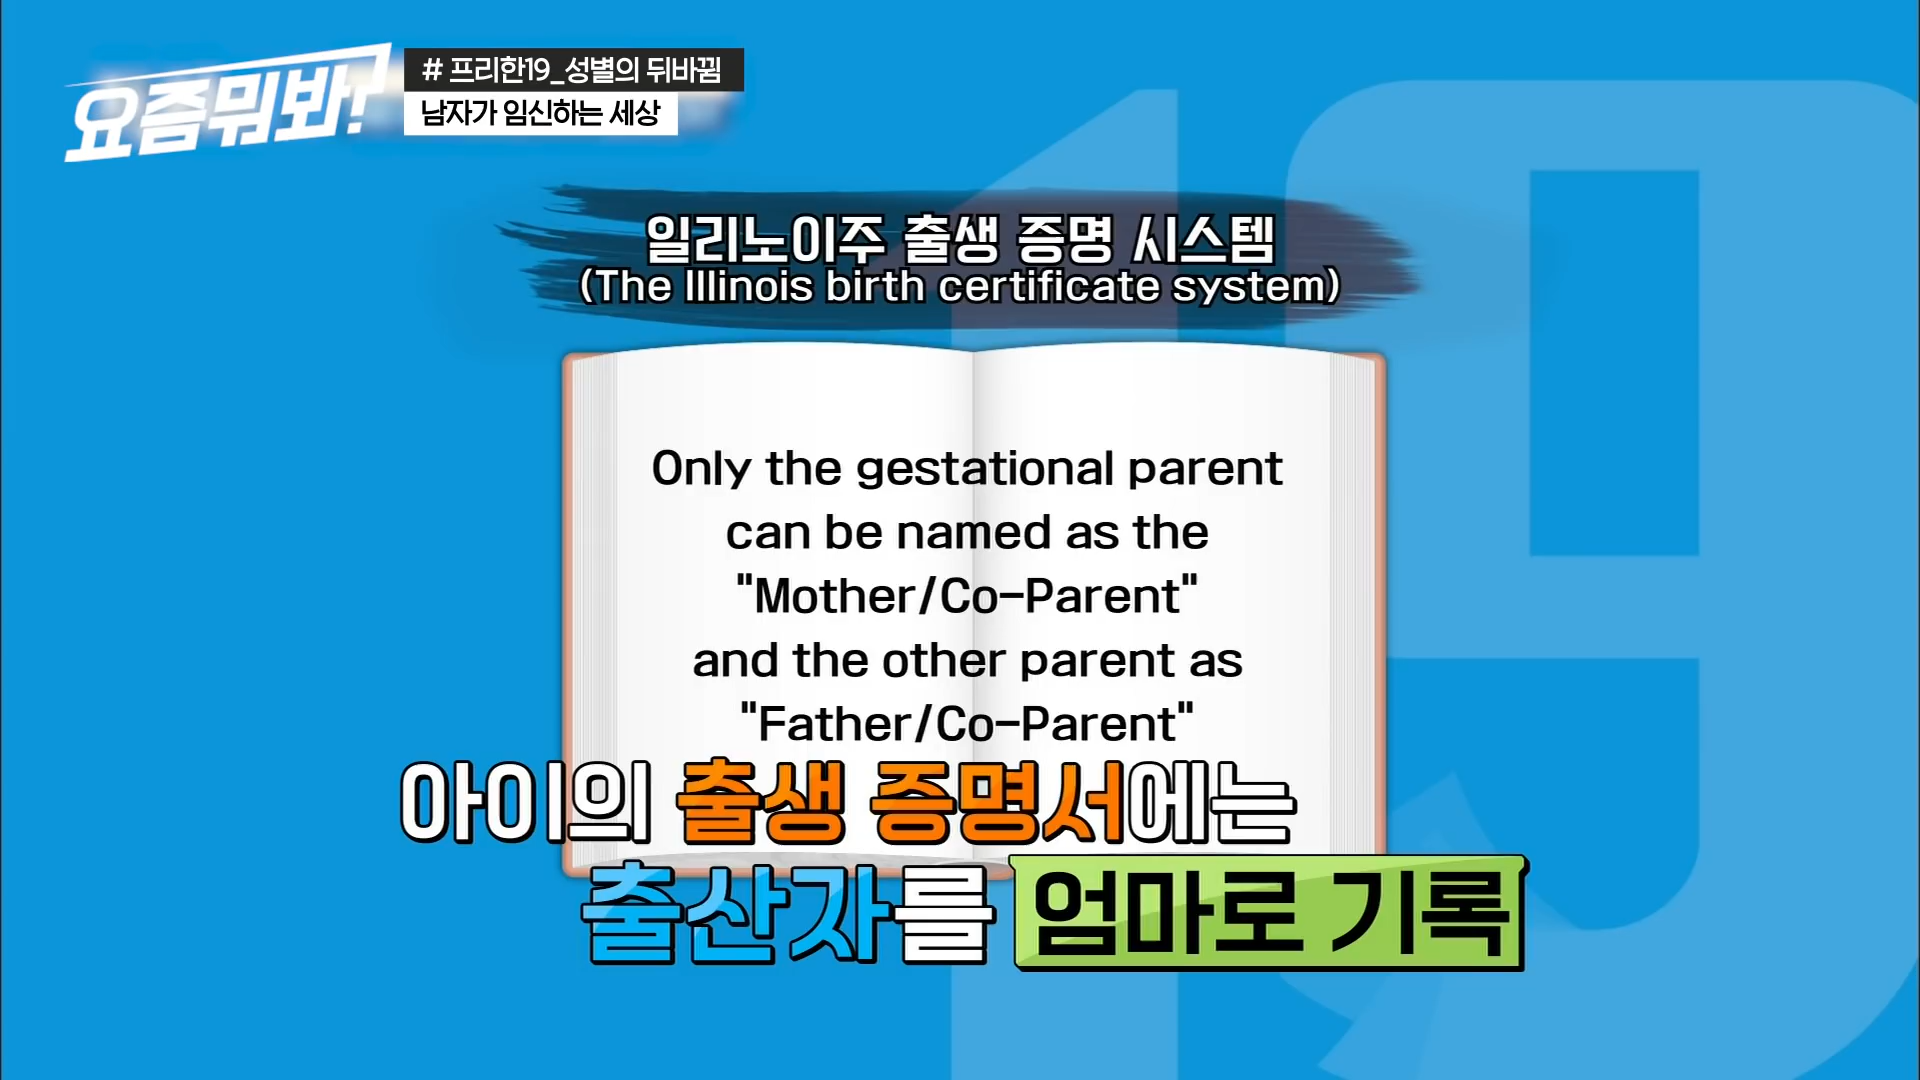 요즘뭐봐?
# 프리한19_성별의 뒤바뀜
남자가 임신하는 세상
일리노이주 출생 증명 시스템
(The Illinois birth certificate system)
Only the gestational parent
can be named as the
"Mother/Co-Parent"
and the other parent as
"Father/Co-Parent"
아이의 출생 증명서에는
출산자를 엄마로 기록
19